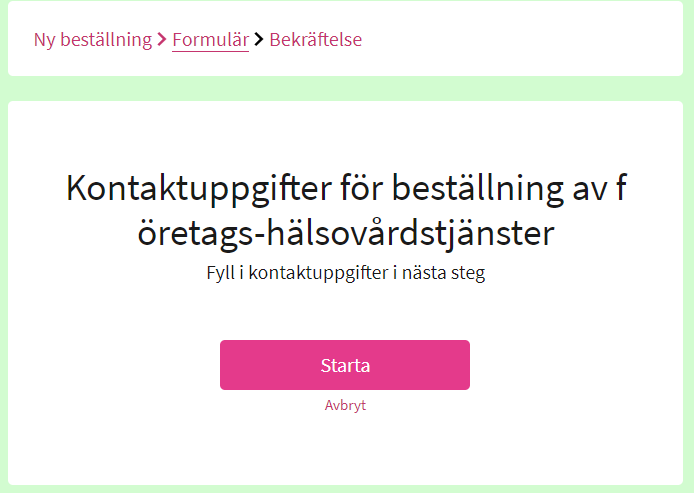 Ny beställning > Formulär > Bekräftelse
Kontaktuppgifter för beställning av f
öretags-hälsovårdstjänster
Fyll i kontaktuppgifter i nästa steg
Starta
Avbryt